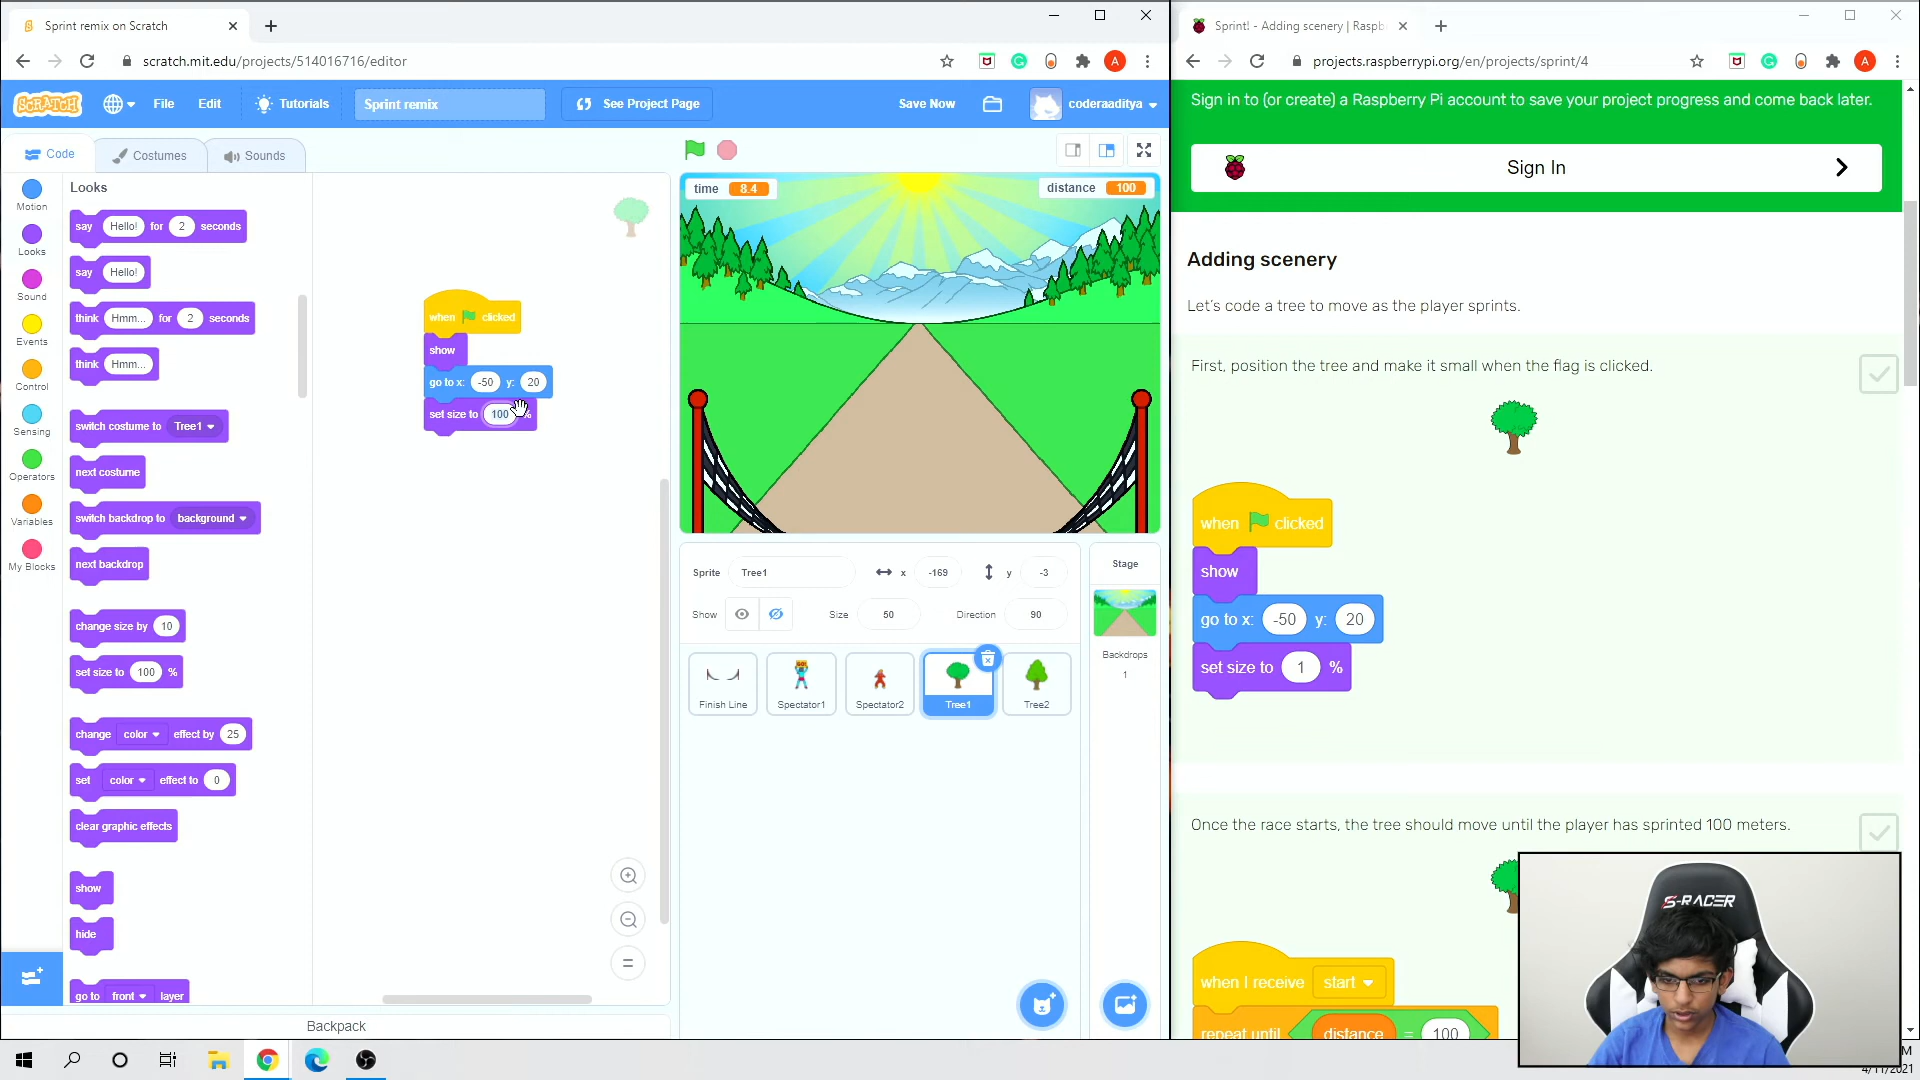 Sprint remix on Scratch
scratch.mit.edu/projects/514016716/editor
A
SCRATCH
File
Edit
Tutorials
Sprint remix
See Project Page
Save Now
coderaaditya
Code
Costumes
Sounds
Motion
Looks
Sound
Events
Control
Sensing
Operators
Variables
My Blocks
Looks
say Hello! for 2 seconds
say Hello!
think Hmm... for 2 seconds
think Hmm...
switch costume to Tree1
next costume
switch backdrop to background
next backdrop
change size by 10
set size to 100 %
change color effect by 25
set color effect to 0
clear graphic effects
show
hide
go to front layer
when clicked
show
go to x: -50 y: 20
set size to 100 %
Backpack
time 8.4
distance 100
Sprite Tree1 x -169 y -3
Show Size 50 Direction 90
GO!
Finish Line
Spectator1
Spectator2
Tree1
Tree2
Stage
Backdrops
1
Sprint! - Adding scenery | Raspb
projects.raspberrypi.org/en/projects/sprint/4
A
Sign in to (or create) a Raspberry Pi account to save your project progress and come back later.
Sign In
Adding scenery
Let's code a tree to move as the player sprints.
First, position the tree and make it small when the flag is clicked.
when clicked
show
go to x: -50 y: 20
set size to 1 %
Once the race starts, the tree should move until the player has sprinted 100 meters.
when I receive start
repeat until distance = 100
S-RACER
M
4/11/2021